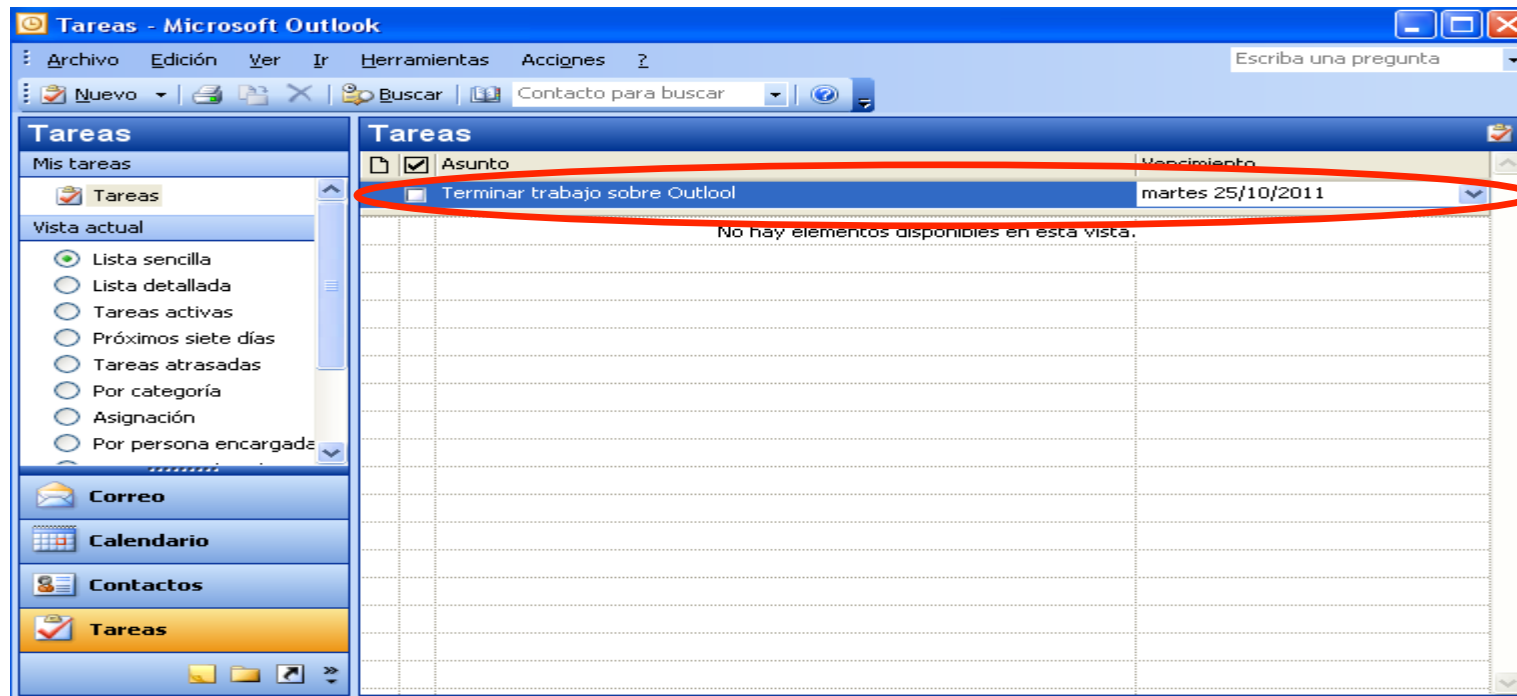 Tareas - Microsoft Outlook
Archivo Edición Ver Ir Herramientas Acciones ? Escriba una pregunta
Nuevo Buscar Contacto para buscar
Tareas
Mis tareas
Tareas
Vista actual
Lista sencilla
Lista detallada
Tareas activas
Próximos siete días
Tareas atrasadas
Por categoría
Asignación
Por persona encargada
Correo
Calendario
Contactos
Tareas
Tareas
Asunto Vencimiento
Terminar trabajo sobre Outlool martes 25/10/2011
No hay elementos disponibles en esta vista.